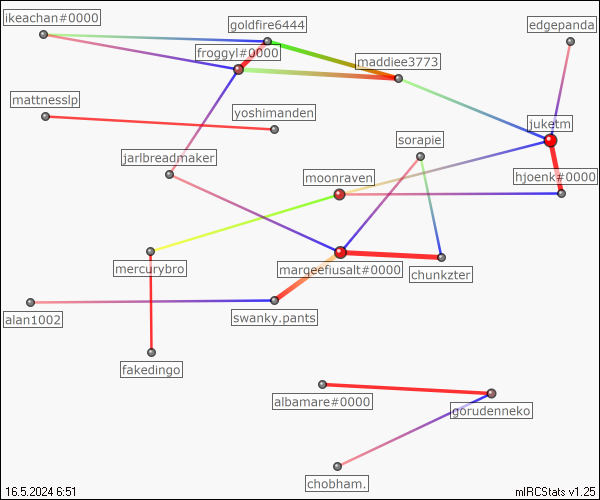 ikeachan#0000
goldfire6444
edgepanda
froggyl#0000
maddiee3773
mattnesslp
yoshimanden
juketm
sorapie
jarlbreadmaker
moonraven
hjoenk#0000
mercurybro
marqeefiusalt#0000
chunkzter
alan1002
swanky.pants
fakedingo
albamare#0000
gorudenneko
chobham.
16.5.2024 6:51
mIRCStats v1.25